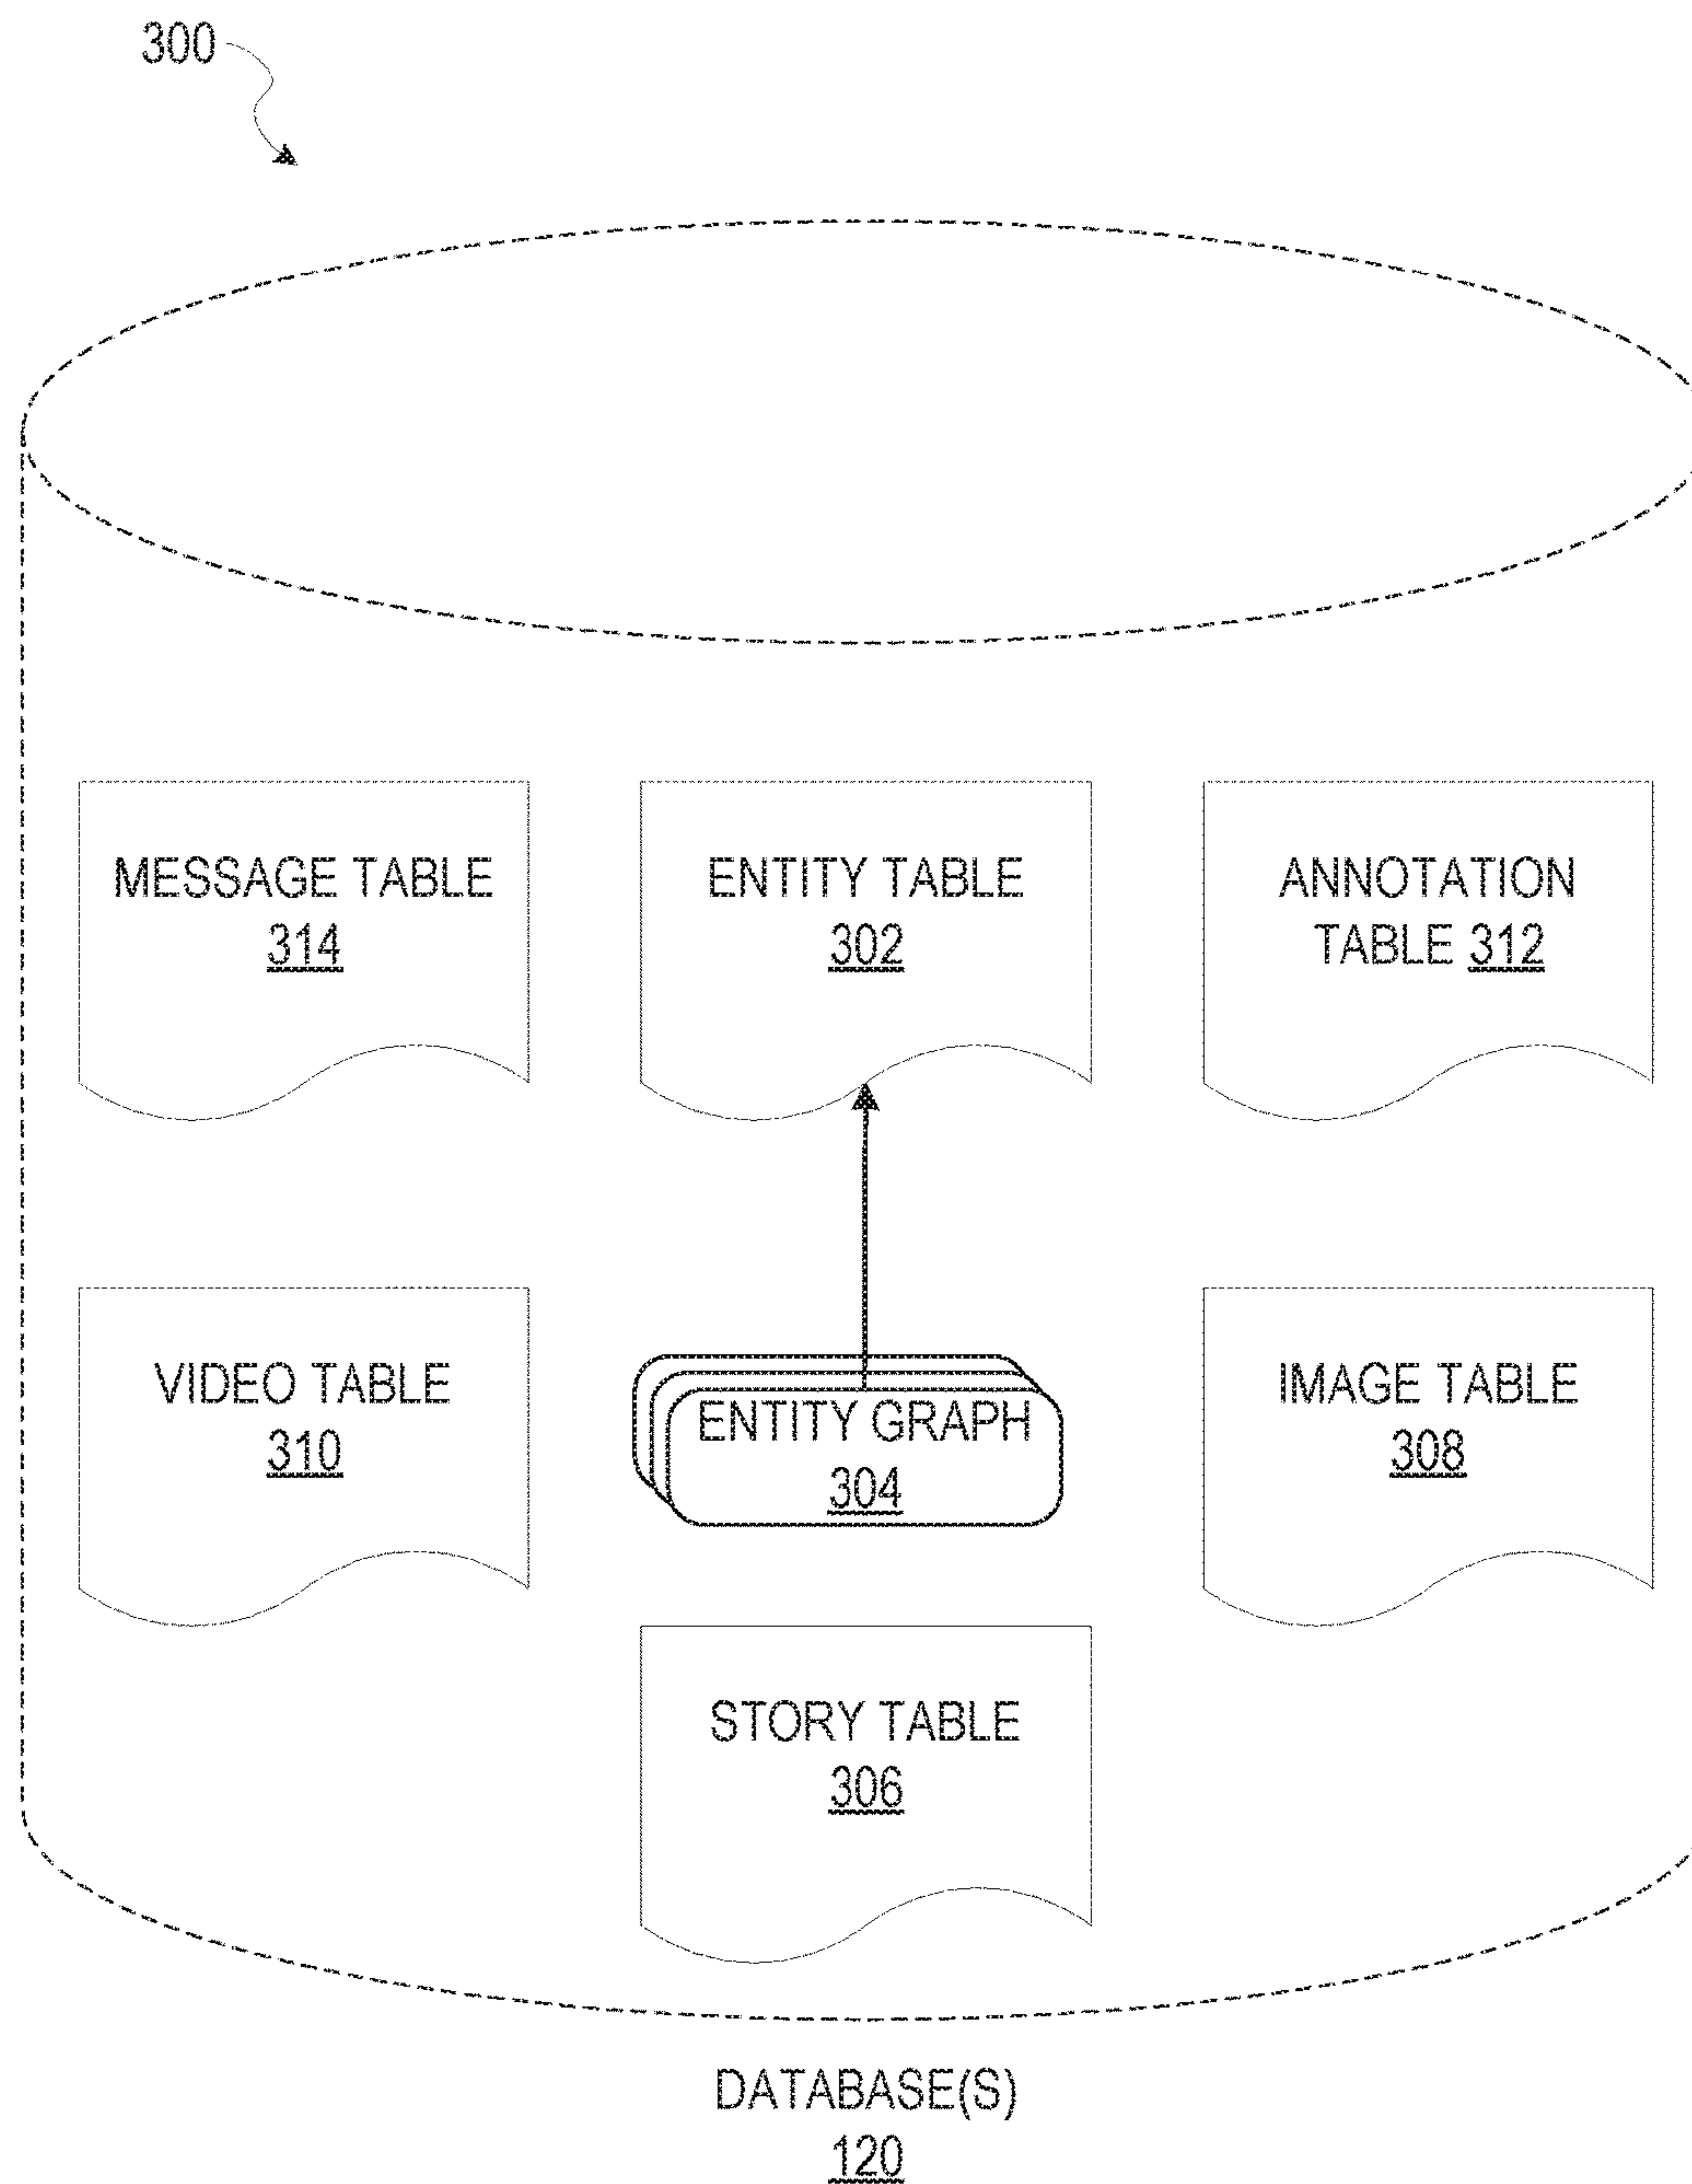 300
MESSAGE TABLE
314
ENTITY TABLE
302
ANNOTATION
TABLE 312
VIDEO TABLE
310
ENTITY GRAPH
304
IMAGE TABLE
308
STORY TABLE
306
DATABASE(S)
120